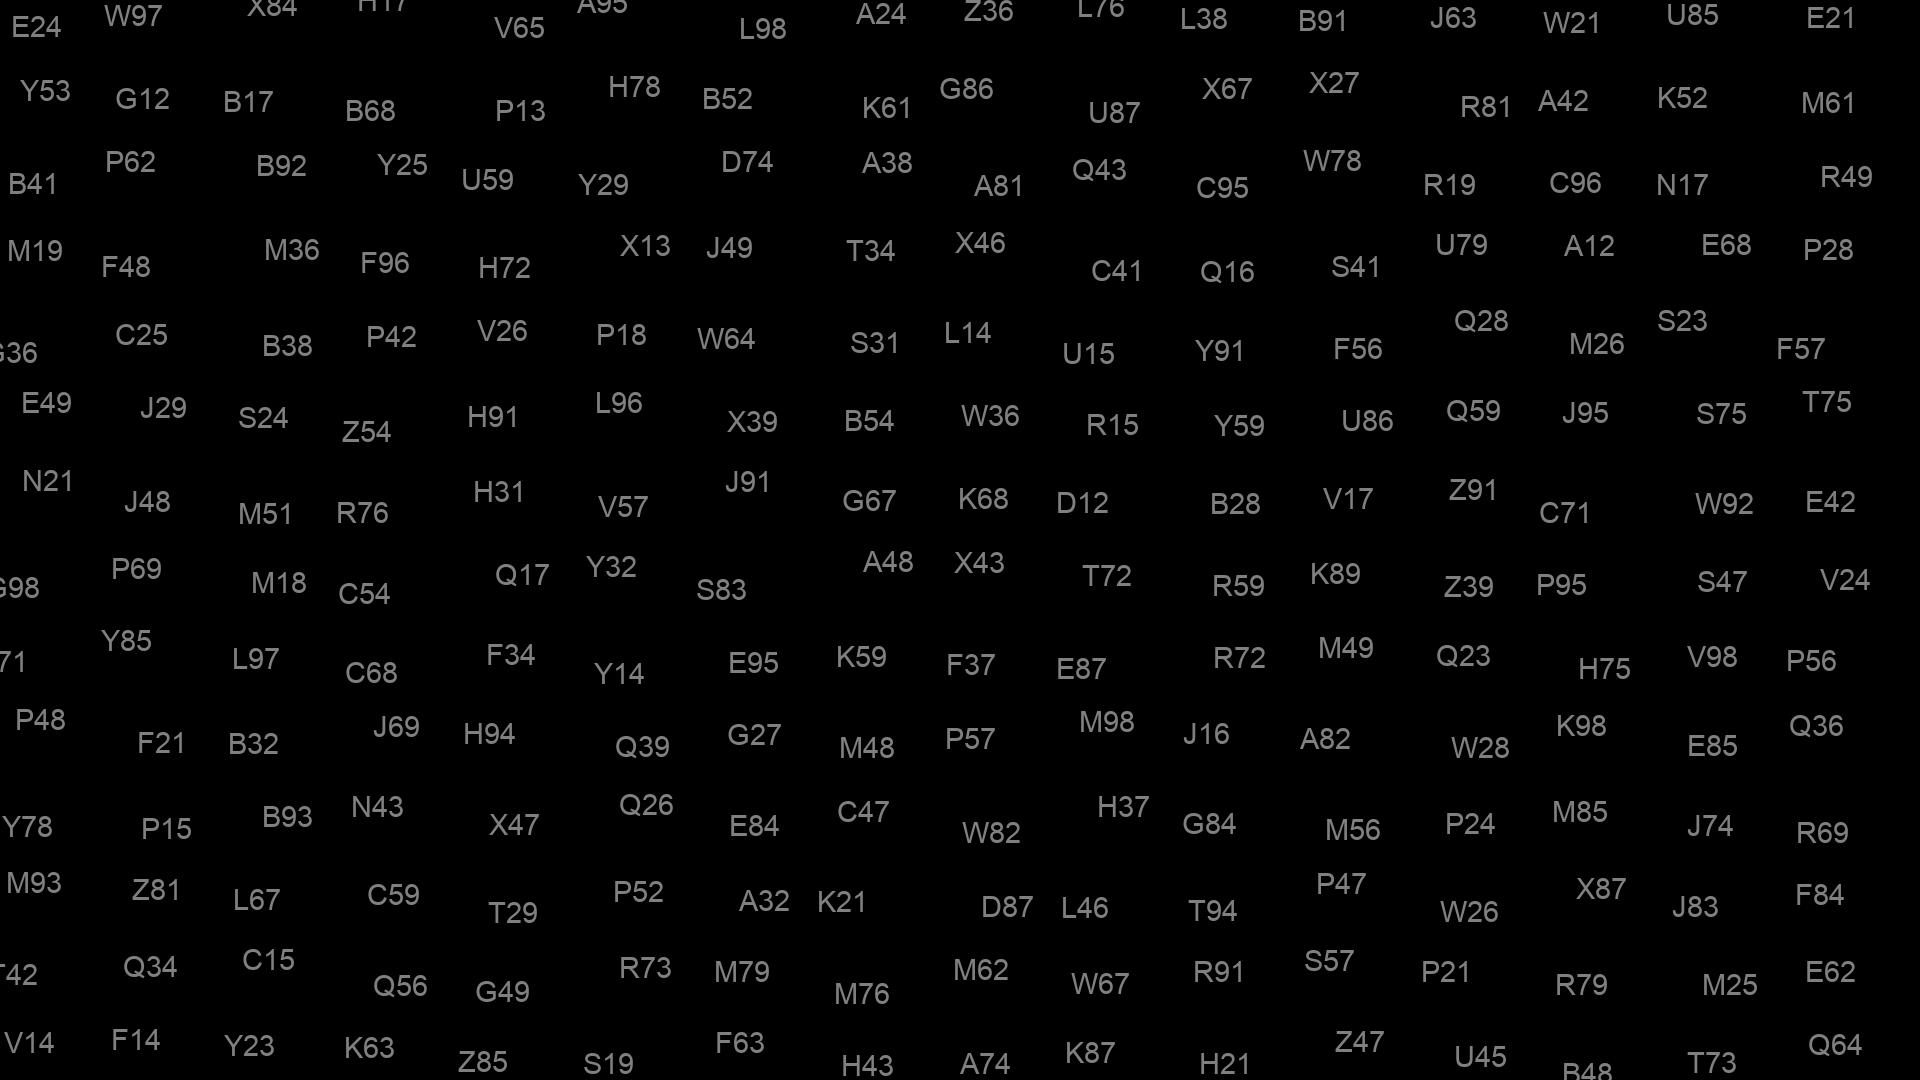 E24 W97 X84 H17 V65 A95 L98 A24 Z36 L76 L38 B91 J63 W21 U85 E21
Y53 G12 B17 B68 P13 H78 B52 K61 G86 U87 X67 X27 R81 A42 K52 M61
B41 P62 B92 Y25 U59 Y29 D74 A38 A81 Q43 C95 W78 R19 C96 N17 R49
M19 F48 M36 F96 H72 X13 J49 T34 X46 C41 Q16 S41 U79 A12 E68 P28
G36 C25 B38 P42 V26 P18 W64 S31 L14 U15 Y91 F56 Q28 M26 S23 F57
E49 J29 S24 Z54 H91 L96 X39 B54 W36 R15 Y59 U86 Q59 J95 S75 T75
N21 J48 M51 R76 H31 V57 J91 G67 K68 D12 B28 V17 Z91 C71 W92 E42
G98 P69 M18 C54 Q17 Y32 S83 A48 X43 T72 R59 K89 Z39 P95 S47 V24
71 Y85 L97 C68 F34 Y14 E95 K59 F37 E87 R72 M49 Q23 H75 V98 P56
P48 F21 B32 J69 H94 Q39 G27 M48 P57 M98 J16 A82 W28 K98 E85 Q36
Y78 P15 B93 N43 X47 Q26 E84 C47 W82 H37 G84 M56 P24 M85 J74 R69
M93 Z81 L67 C59 T29 P52 A32 K21 D87 L46 T94 P47 W26 X87 J83 F84
T42 Q34 C15 Q56 G49 R73 M79 M76 M62 W67 R91 S57 P21 R79 M25 E62
V14 F14 Y23 K63 Z85 S19 F63 H43 A74 K87 H21 Z47 U45 B48 T73 Q64